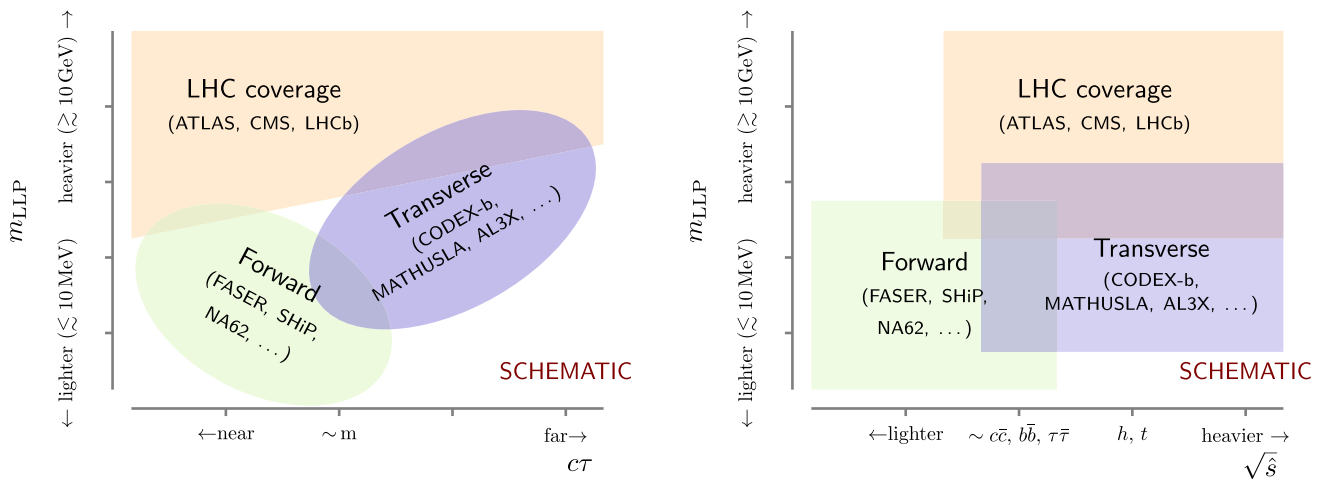 ← lighter (≲ 10 MeV)    heavier (≳ 10 GeV) →
m_LLP
LHC coverage
(ATLAS, CMS, LHCb)
Transverse
(CODEX-b,
MATHUSLA, AL3X, ...)
Forward
(FASER, SHiP,
NA62, ...)
SCHEMATIC
←near    ∼ m    far→
cτ
← lighter (≲ 10 MeV)    heavier (≳ 10 GeV) →
m_LLP
LHC coverage
(ATLAS, CMS, LHCb)
Forward
(FASER, SHiP,
NA62, ...)
Transverse
(CODEX-b,
MATHUSLA, AL3X, ...)
SCHEMATIC
←lighter    ∼ cc̄, bb̄, ττ̄    h, t    heavier →
√ŝ